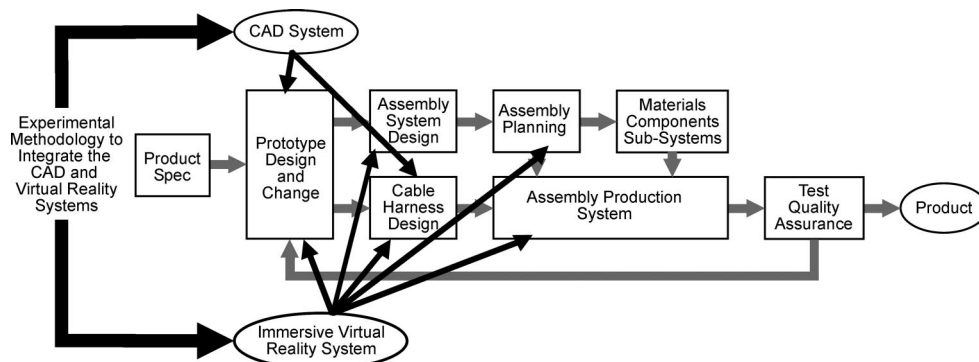 CAD System
Experimental
Methodology to
Integrate the
CAD and
Virtual Reality
Systems
Product
Spec
Prototype
Design
and
Change
Assembly
System
Design
Assembly
Planning
Materials
Components
Sub-Systems
Cable
Harness
Design
Assembly Production
System
Test
Quality
Assurance
Product
Immersive Virtual
Reality System